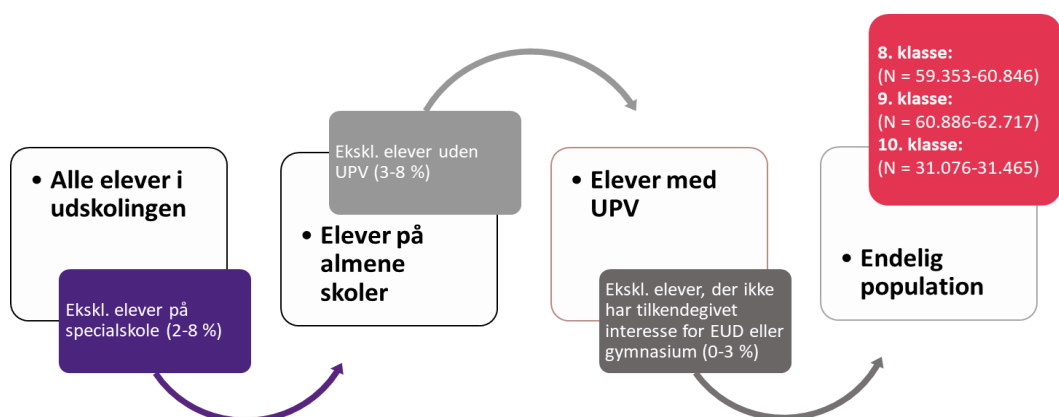 • Alle elever i
udskolingen
Ekskl. elever på
specialskole (2-8 %)
Ekskl. elever uden
UPV (3-8 %)
• Elever på
almene
skoler
• Elever med
UPV
Ekskl. elever, der ikke
har tilkendegivet
interesse for EUD eller
gymnasium (0-3 %)
8. klasse:
(N = 59.353-60.846)
9. klasse:
(N = 60.886-62.717)
10. klasse:
(N = 31.076-31.465)
• Endelig
population